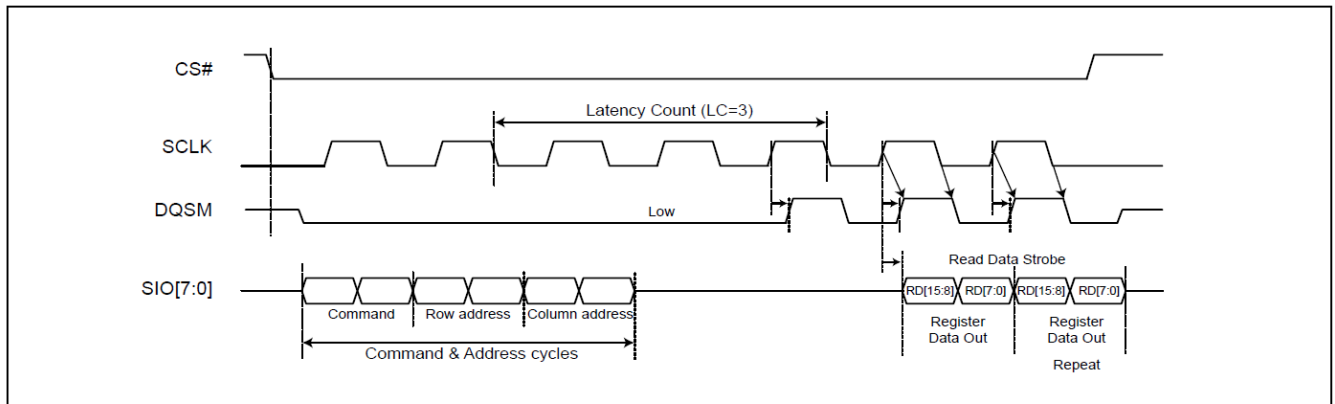 CS#
Latency Count (LC=3)
SCLK
DQSM
Low
Read Data Strobe
SIO[7:0]
RD[15:8] RD[7:0] RD[15:8] RD[7:0]
Command Row address Column address
Register Data Out
Register Data Out
Command & Address cycles
Repeat